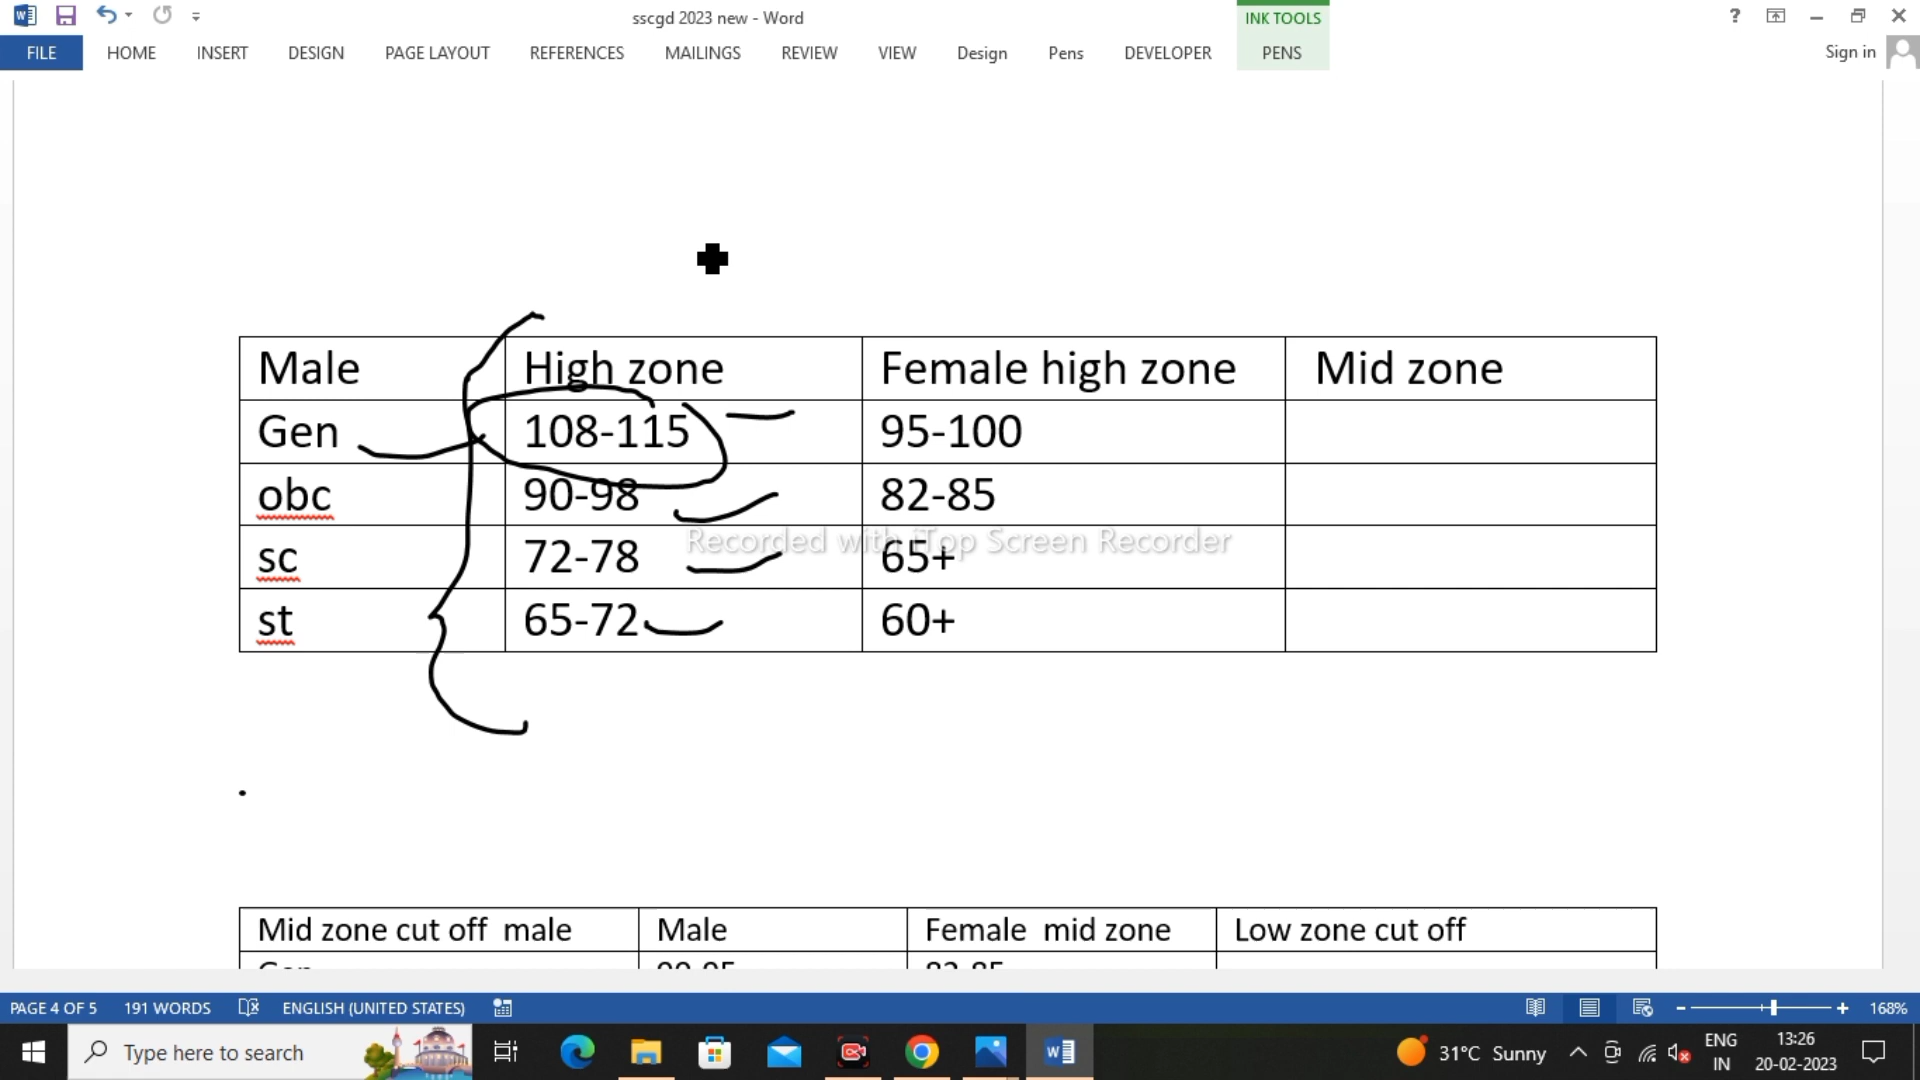 sscgd 2023 new - Word
INK TOOLS
?
FILE HOME INSERT DESIGN PAGE LAYOUT REFERENCES MAILINGS REVIEW VIEW Design Pens DEVELOPER PENS
Sign in
Male High zone Female high zone Mid zone
Gen 108-115 95-100
obc 90-98 82-85
Recorded with iTop Screen Recorder
sc 72-78 65+
st 65-72 60+
.
Mid zone cut off male Male Female mid zone Low zone cut off
PAGE 4 OF 5 191 WORDS ENGLISH (UNITED STATES) 168%
Type here to search
31°C Sunny
ENG
IN
13:26
20-02-2023